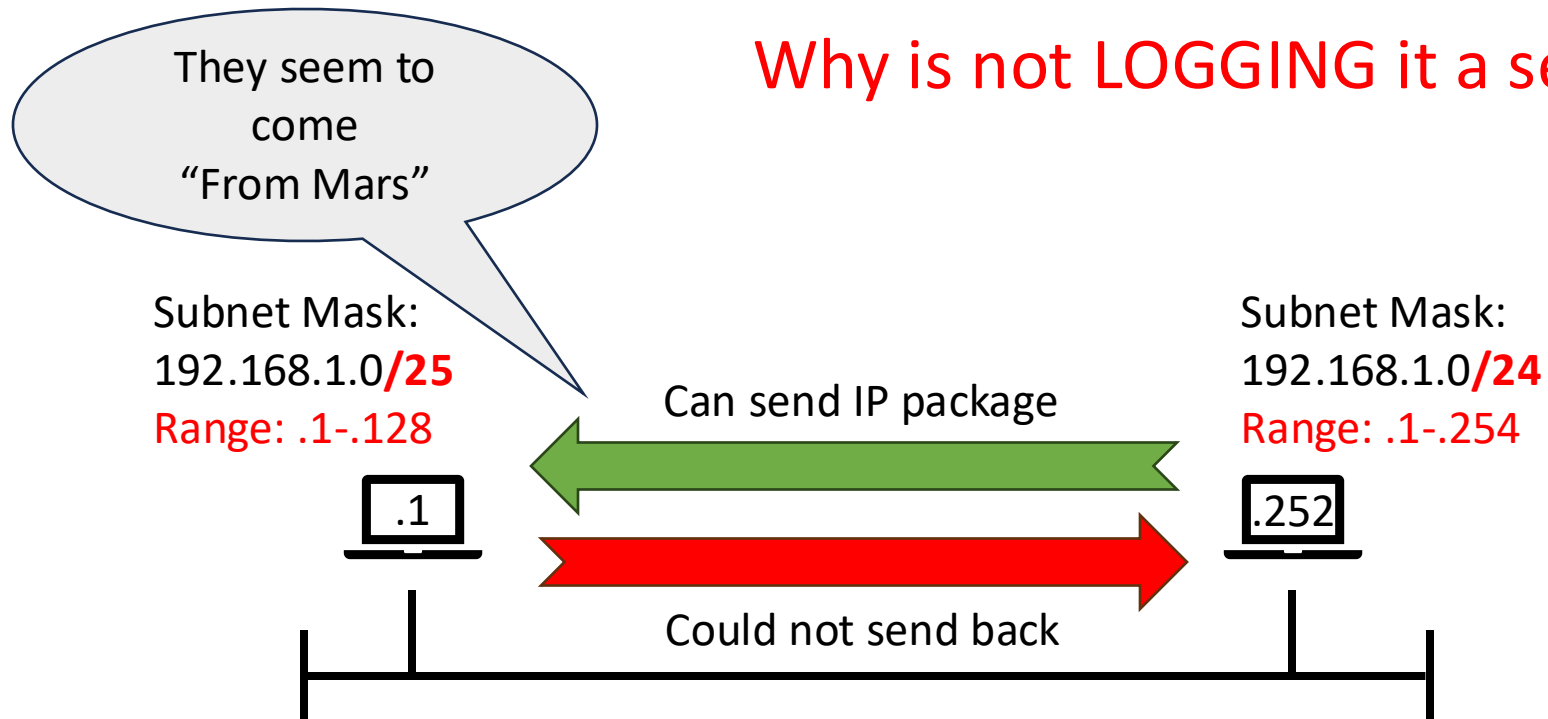 They seem to
come
“From Mars”
Why is not LOGGING it a
Subnet Mask:
192.168.1.0/25
Range: .1-.128
Subnet Mask:
192.168.1.0/24
Range: .1-.254
Can send IP package
.1
.252
Could not send back